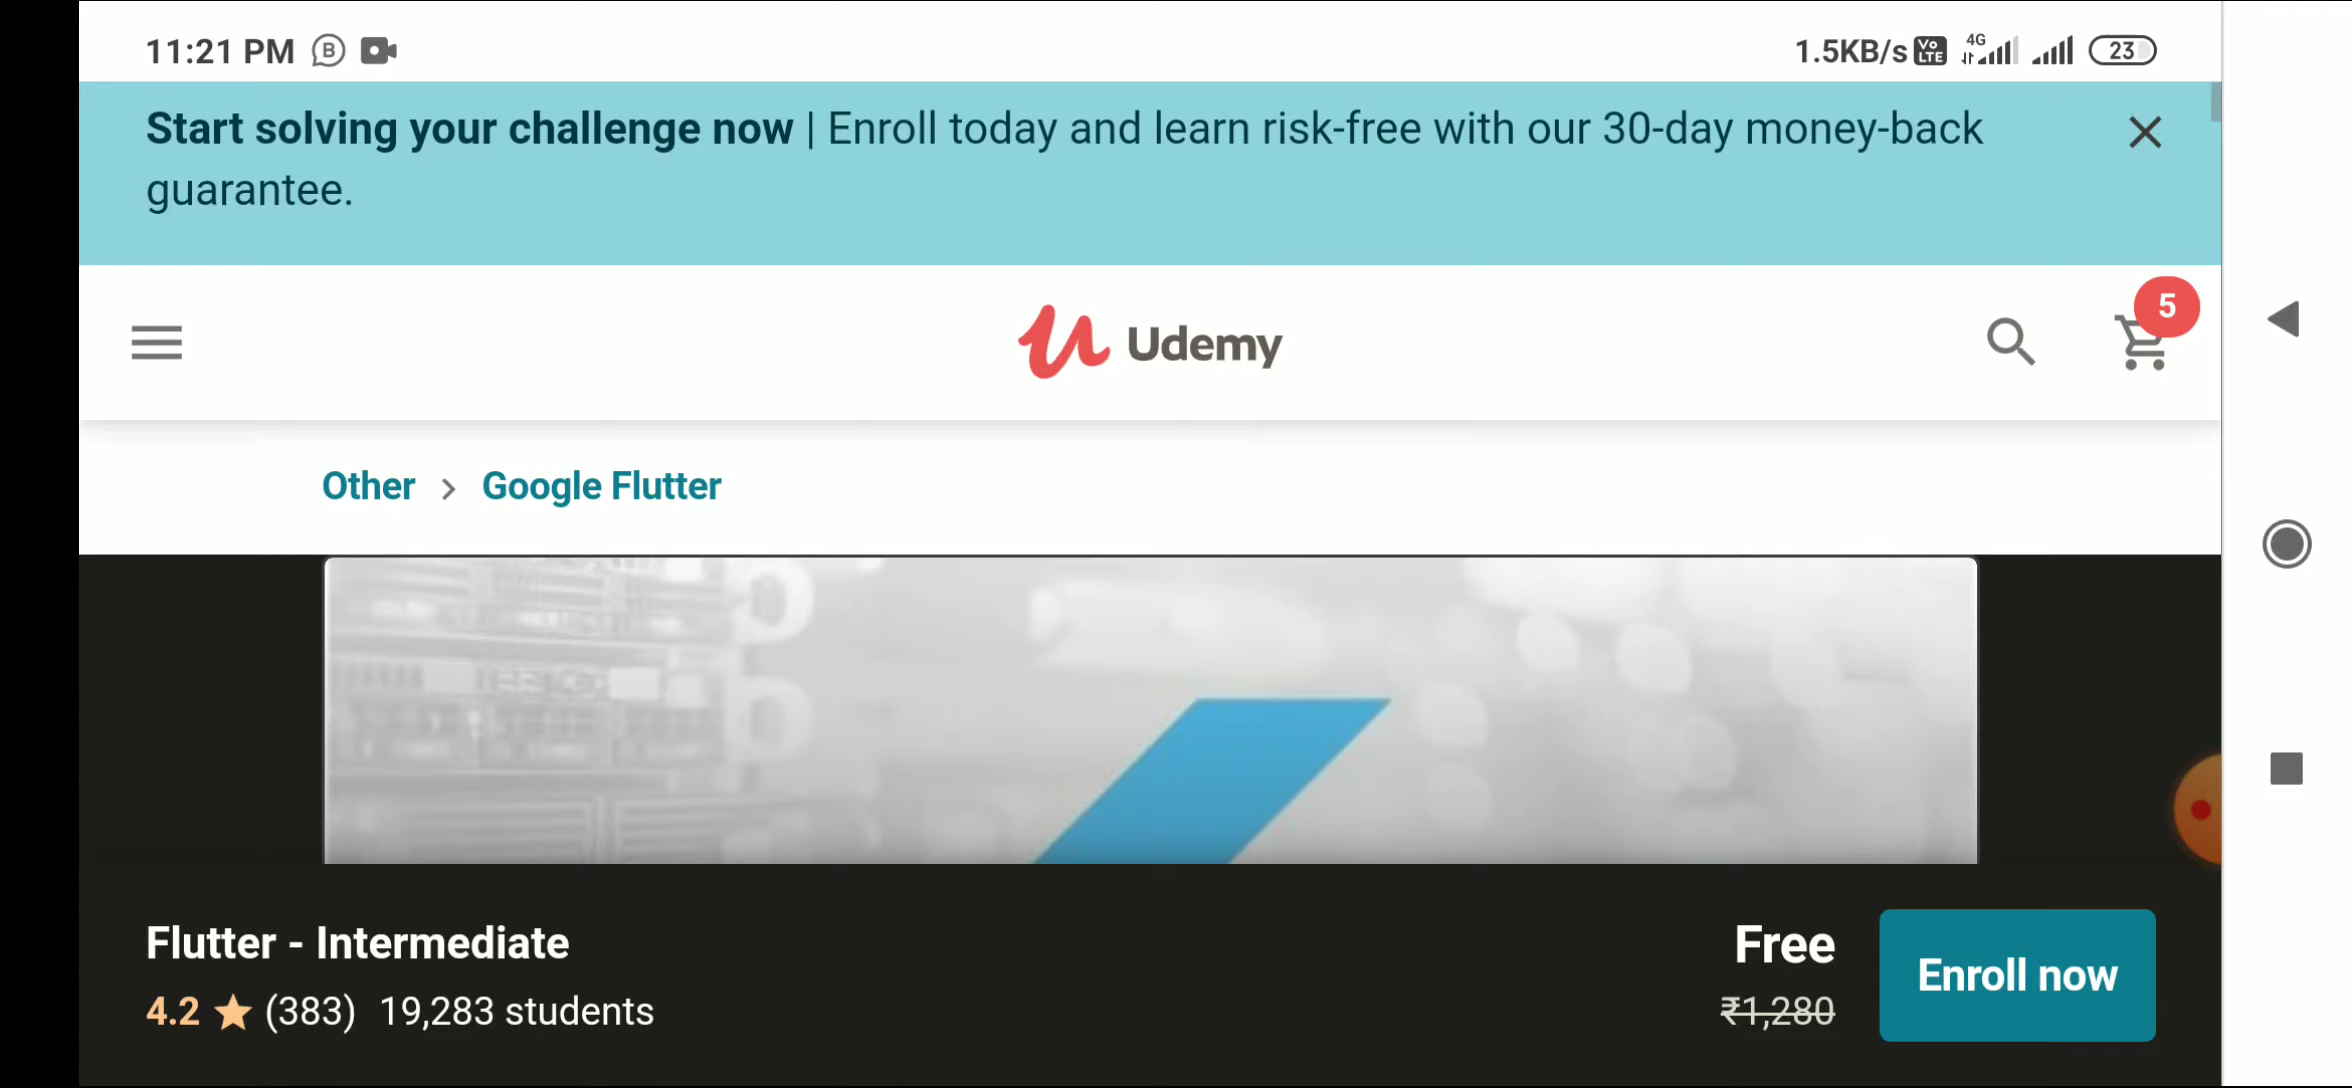 11:21 PM B 1.5KB/s Vo LTE 4G 23
Start solving your challenge now | Enroll today and learn risk-free with our 30-day money-back
guarantee.
Udemy 5
Other > Google Flutter
Flutter - Intermediate
4.2 ★ (383) 19,283 students
Free
₹1,280
Enroll now